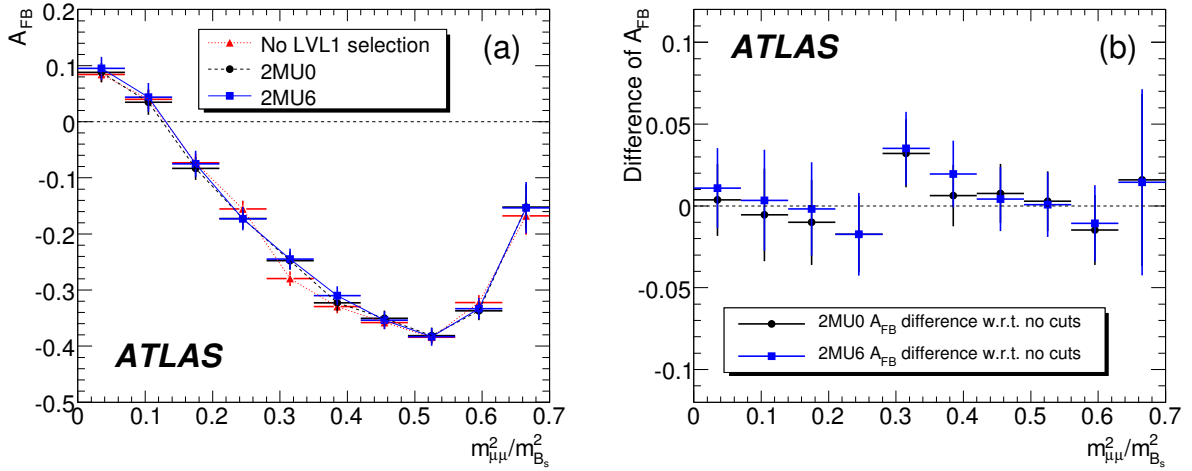 A_FB
0.2
0.1
0
-0.1
-0.2
-0.3
-0.4
-0.5
(a)
No LVL1 selection
2MU0
2MU6
ATLAS
0 0.1 0.2 0.3 0.4 0.5 0.6 0.7
m²_μμ/m²_Bs
Difference of A_FB
0.1
0.05
0
-0.05
-0.1
ATLAS
(b)
2MU0 A_FB difference w.r.t. no cuts
2MU6 A_FB difference w.r.t. no cuts
0 0.1 0.2 0.3 0.4 0.5 0.6 0.7
m²_μμ/m²_Bs